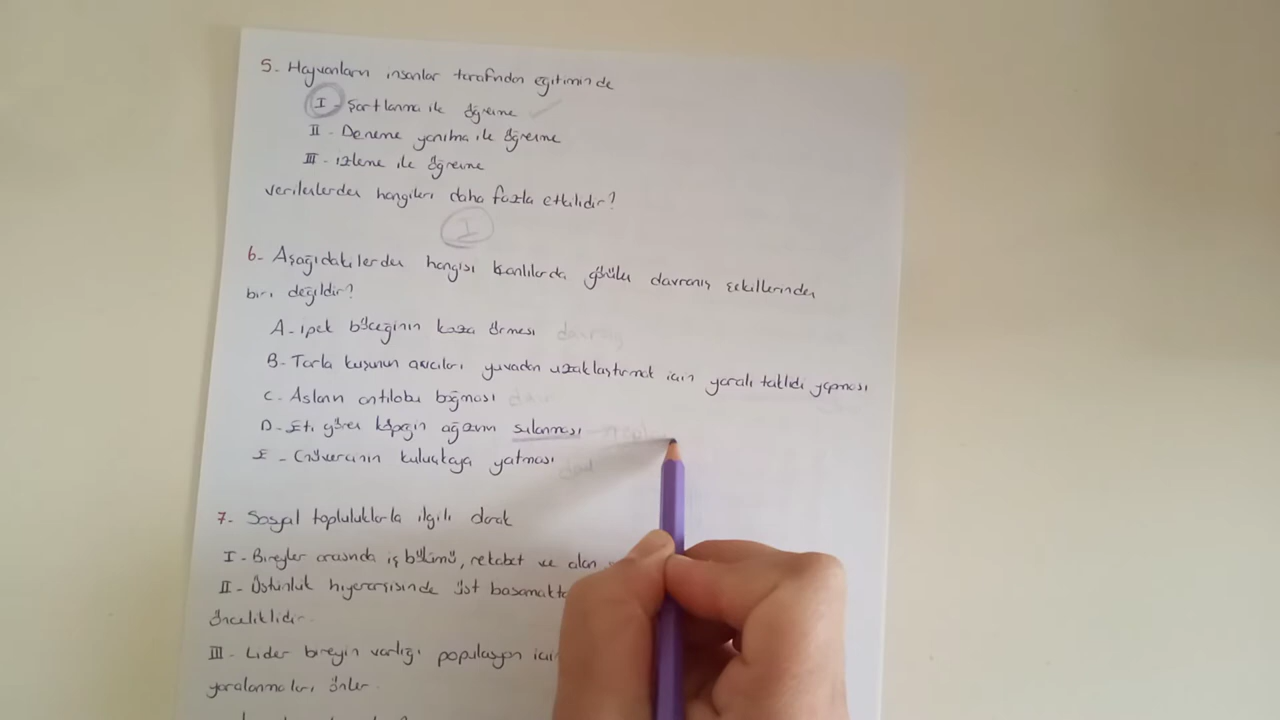 5- Hayvanların insanlar tarafından eğitiminde
I - Şartlanma ile öğrenme
II - Deneme yanılma ile öğrenme
III - izleme ile öğrenme
verilenlerden hangileri daha fazla etkilidir?
I
6- Aşağıdakilerden hangisi canlılarda görülen davranış şekillerinden
biri değildir?
A- ipek böceğinin koza örmesi
B- Tarla kuşunun avcıları yuvadan uzaklaştırmak için yaralı taklidi yapması
C- Aslanın antilobu boğması
D- Eti gören köpeğin ağzının sulanması
E - Güvercinin kuluçkaya yatması
7- Sosyal topluluklarla ilgili olarak
I - Bireyler arasında iş bölümü, rekabet ve alan
II - Üstünlük hiyerarşisinde üst basamakta
önceliklidir.
III - Lider bireyin varlığı populasyon için
yaralanmaları önler.